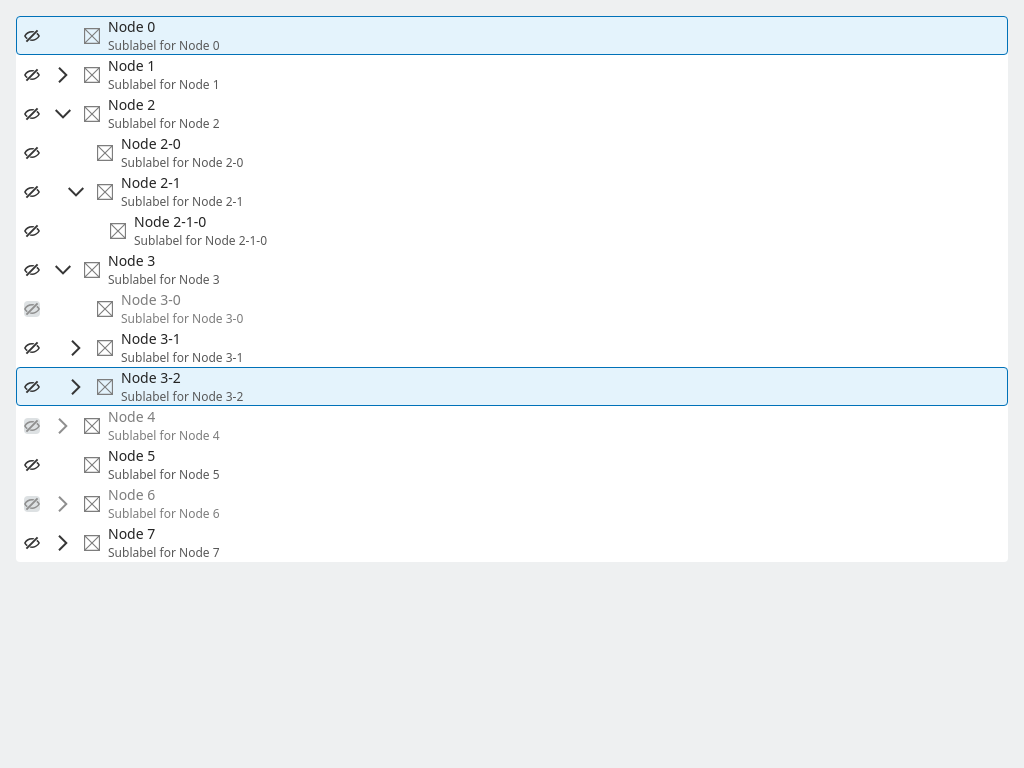 Node 0
Sublabel for Node 0
Node 1
Sublabel for Node 1
Node 2
Sublabel for Node 2
Node 2-0
Sublabel for Node 2-0
Node 2-1
Sublabel for Node 2-1
Node 2-1-0
Sublabel for Node 2-1-0
Node 3
Sublabel for Node 3
Node 3-0
Sublabel for Node 3-0
Node 3-1
Sublabel for Node 3-1
Node 3-2
Sublabel for Node 3-2
Node 4
Sublabel for Node 4
Node 5
Sublabel for Node 5
Node 6
Sublabel for Node 6
Node 7
Sublabel for Node 7